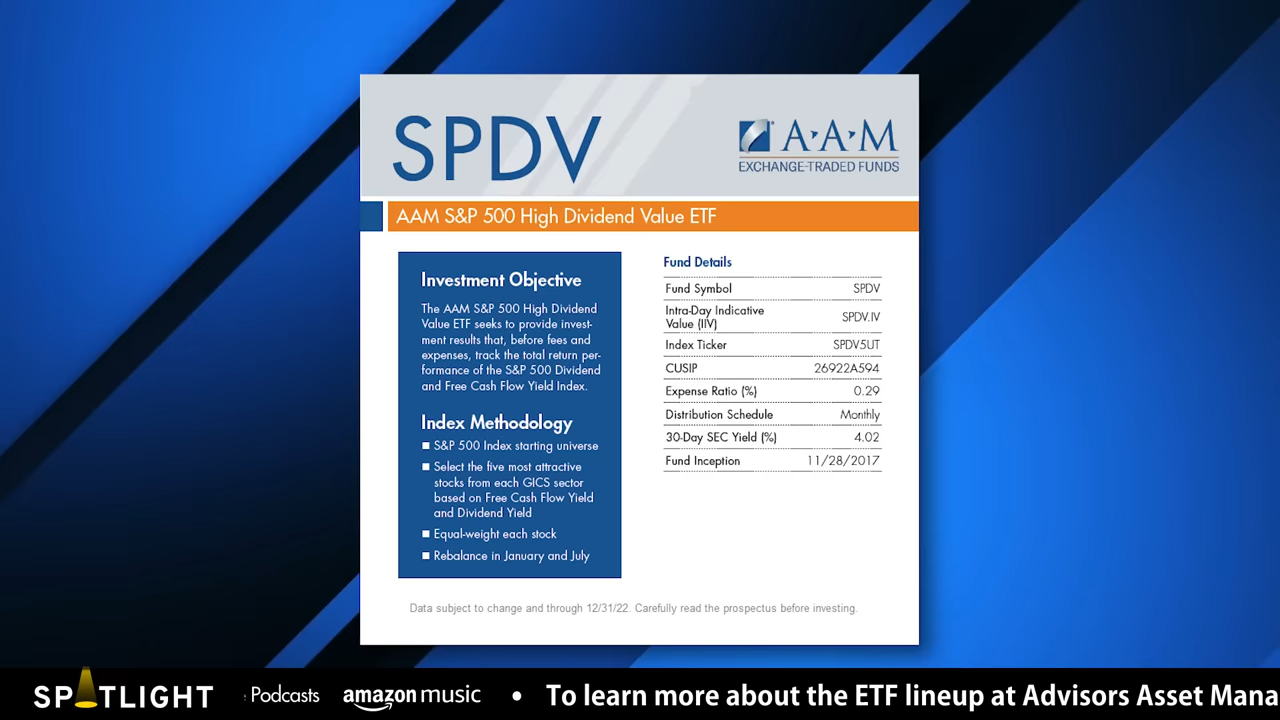 SPDV
A·A·M
EXCHANGE-TRADED FUNDS
AAM S&P 500 High Dividend Value ETF
Investment Objective
The AAM S&P 500 High Dividend
Value ETF seeks to provide invest-
ment results that, before fees and
expenses, track the total return per-
formance of the S&P 500 Dividend
and Free Cash Flow Yield Index.
Index Methodology
■ S&P 500 Index starting universe
■ Select the five most attractive
stocks from each GICS sector
based on Free Cash Flow Yield
and Dividend Yield
■ Equal-weight each stock
■ Rebalance in January and July
Fund Details
Fund Symbol SPDV
Intra-Day Indicative
Value (IIV) SPDV.IV
Index Ticker SPDV5UT
CUSIP 26922A594
Expense Ratio (%) 0.29
Distribution Schedule Monthly
30-Day SEC Yield (%) 4.02
Fund Inception 11/28/2017
Data subject to change and through 12/31/22. Carefully read the prospectus before investing.
SPOTLIGHT Podcasts amazon music • To learn more about the ETF lineup at Advisors Asset Mana